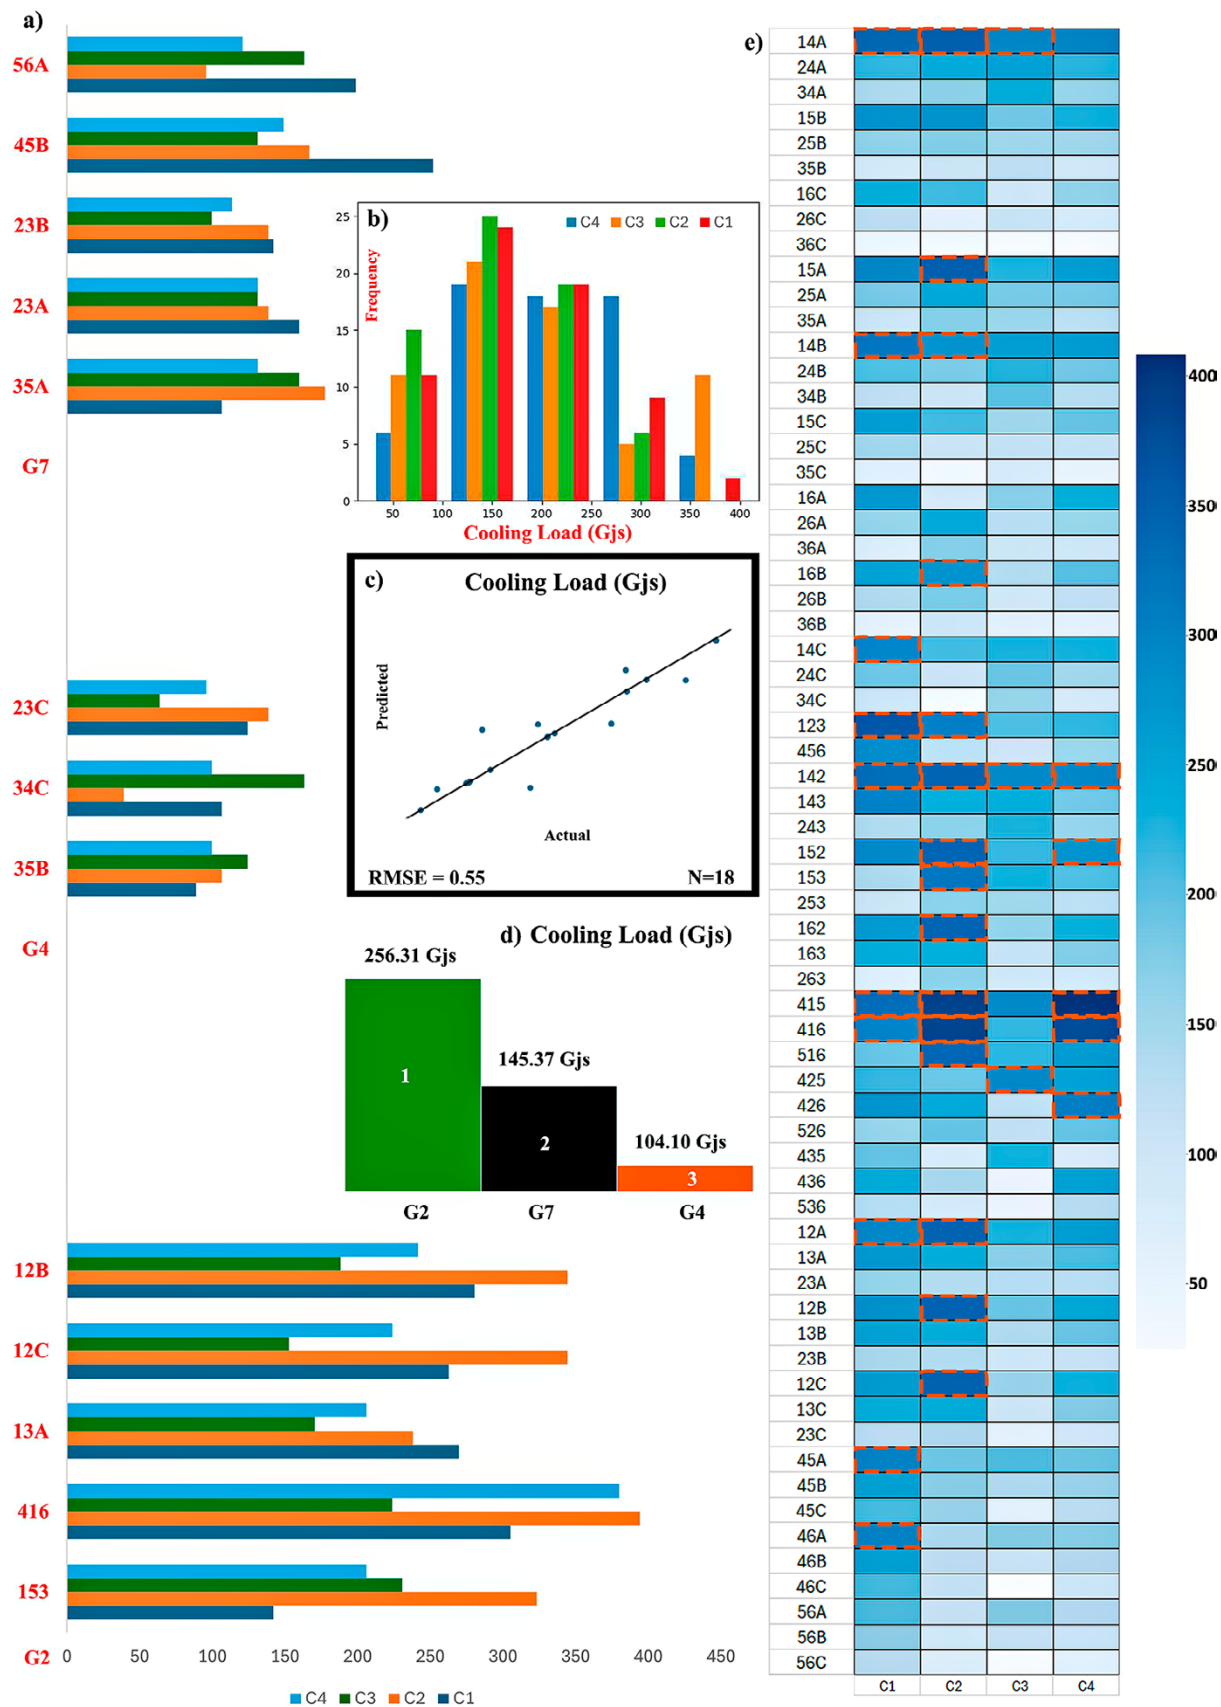 a)
56A
45B
23B
23A
35A
G7
23C
34C
35B
G4
12B
12C
13A
416
153
G2
0 50 100 150 200 250 300 350 400 450
C4 C3 C2 C1
b)
C4 C3 C2 C1
Frequency
25
20
15
10
5
0
50 100 150 200 250 300 350 400
Cooling Load (Gjs)
c)
Cooling Load (Gjs)
Predicted
Actual
RMSE = 0.55 N=18
d) Cooling Load (Gjs)
256.31 Gjs
145.37 Gjs
104.10 Gjs
1
2
3
G2 G7 G4
e)
14A
24A
34A
15B
25B
35B
16C
26C
36C
15A
25A
35A
14B
24B
34B
15C
25C
35C
16A
26A
36A
16B
26B
36B
14C
24C
34C
123
456
142
143
243
152
153
253
162
163
263
415
416
516
425
426
526
435
436
536
12A
13A
23A
12B
13B
23B
12C
13C
23C
45A
45B
45C
46A
46B
46C
56A
56B
56C
C1 C2 C3 C4
400
350
300
250
200
150
100
50